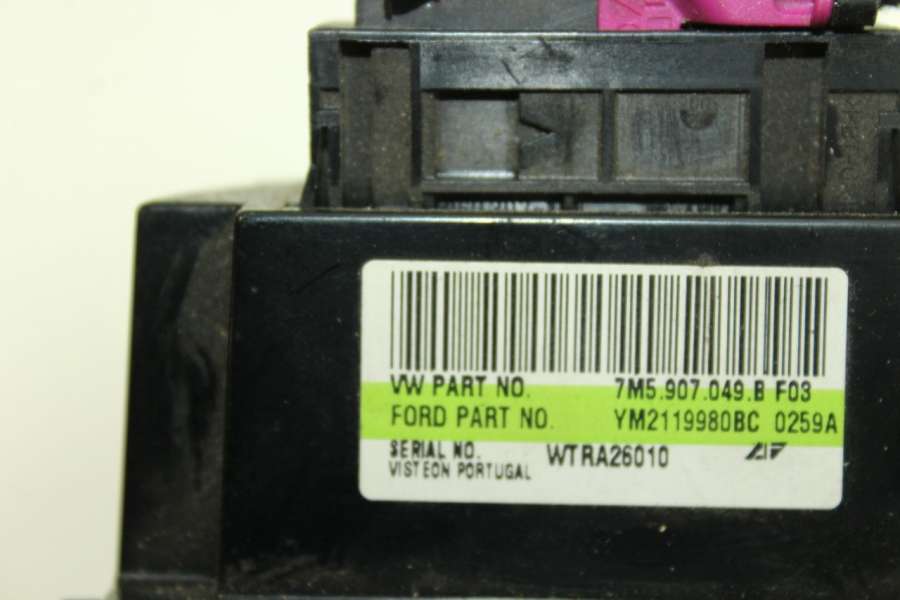 VW PART NO. 7M5.907.049.B F03
FORD PART NO. YM2119980BC 0259A
SERIAL NO. WTRA26010
VISTEON PORTUGAL